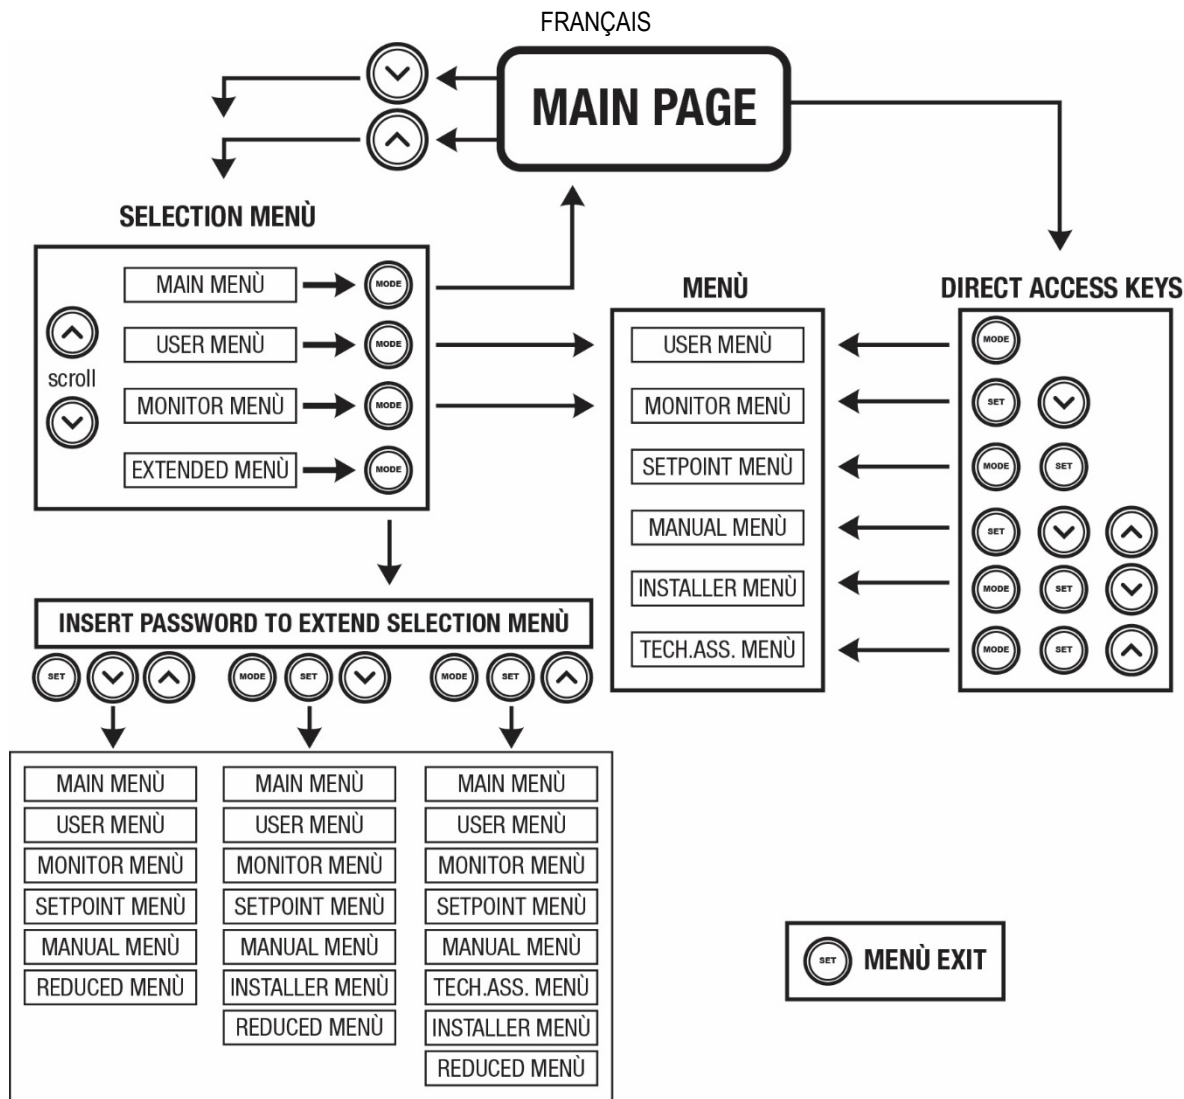 FRANÇAIS
MAIN PAGE
SELECTION MENÙ
MAIN MENÙ MODE
USER MENÙ MODE
scroll
MONITOR MENÙ MODE
EXTENDED MENÙ MODE
MENÙ
USER MENÙ
MONITOR MENÙ
SETPOINT MENÙ
MANUAL MENÙ
INSTALLER MENÙ
TECH.ASS. MENÙ
DIRECT ACCESS KEYS
MODE
SET
MODE SET
SET
MODE SET
MODE SET
INSERT PASSWORD TO EXTEND SELECTION MENÙ
SET
MODE SET
MODE SET
MAIN MENÙ
USER MENÙ
MONITOR MENÙ
SETPOINT MENÙ
MANUAL MENÙ
REDUCED MENÙ
MAIN MENÙ
USER MENÙ
MONITOR MENÙ
SETPOINT MENÙ
MANUAL MENÙ
INSTALLER MENÙ
REDUCED MENÙ
MAIN MENÙ
USER MENÙ
MONITOR MENÙ
SETPOINT MENÙ
MANUAL MENÙ
TECH.ASS. MENÙ
INSTALLER MENÙ
REDUCED MENÙ
SET MENÙ EXIT